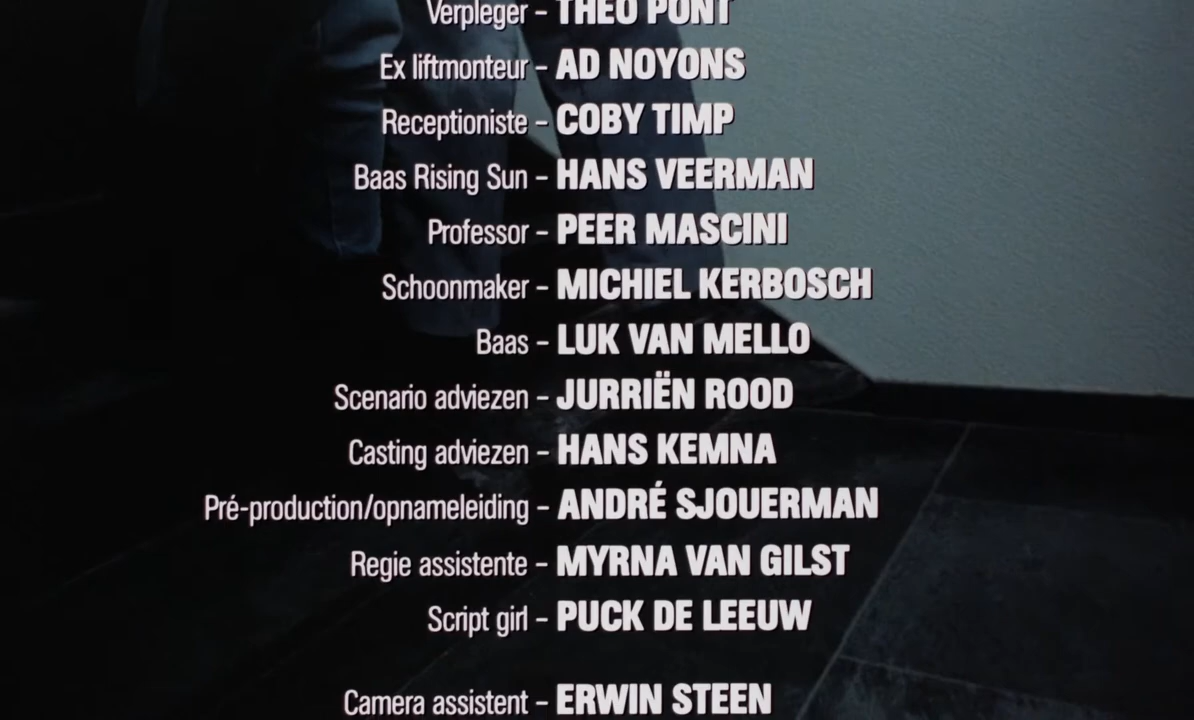 Verpleger – THEO PONT
Ex liftmonteur – AD NOYONS
Receptioniste – COBY TIMP
Baas Rising Sun – HANS VEERMAN
Professor – PEER MASCINI
Schoonmaker – MICHIEL KERBOSCH
Baas – LUK VAN MELLO
Scenario adviezen – JURRIËN ROOD
Casting adviezen – HANS KEMNA
Pré-production/opnameleiding – ANDRÉ SJOUERMAN
Regie assistente – MYRNA VAN GILST
Script girl – PUCK DE LEEUW
Camera assistent – ERWIN STEEN